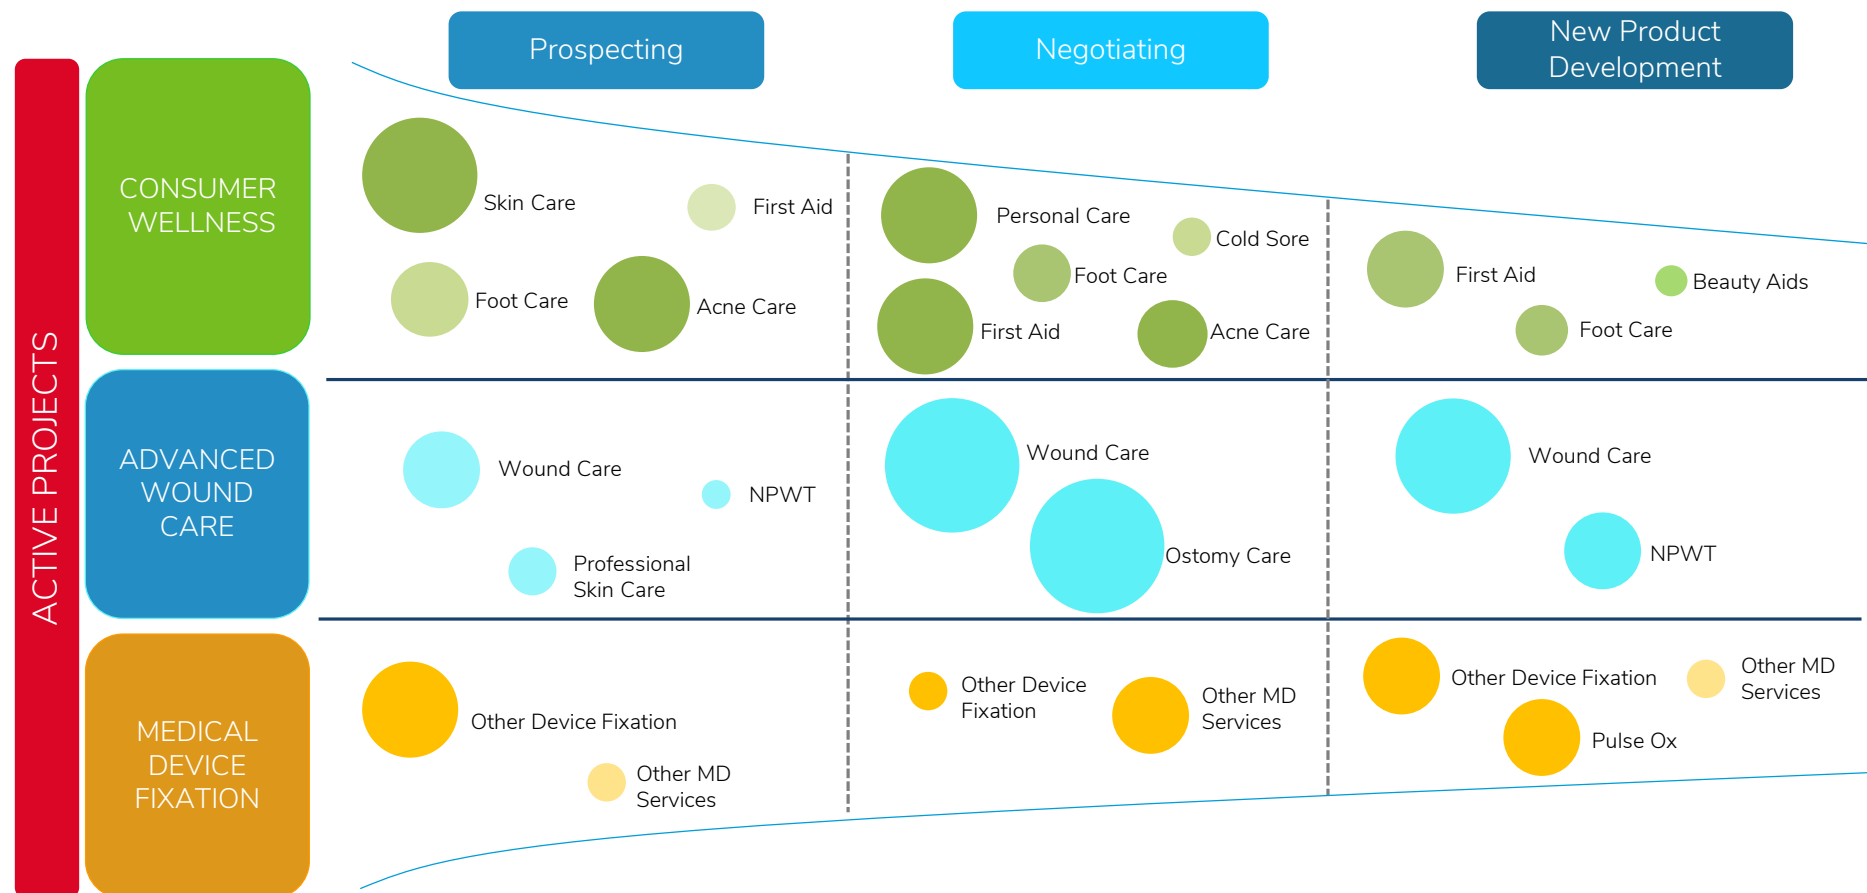 Prospecting
Negotiating
New Product
Development
ACTIVE PROJECTS
CONSUMER
WELLNESS
Skin Care
First Aid
Foot Care
Acne Care
Personal Care
Cold Sore
Foot Care
First Aid
Acne Care
First Aid
Beauty Aids
Foot Care
ADVANCED
WOUND
CARE
Wound Care
NPWT
Professional
Skin Care
Wound Care
Ostomy Care
Wound Care
NPWT
MEDICAL
DEVICE
FIXATION
Other Device Fixation
Other MD
Services
Other Device
Fixation
Other MD
Services
Other Device Fixation
Other MD
Services
Pulse Ox